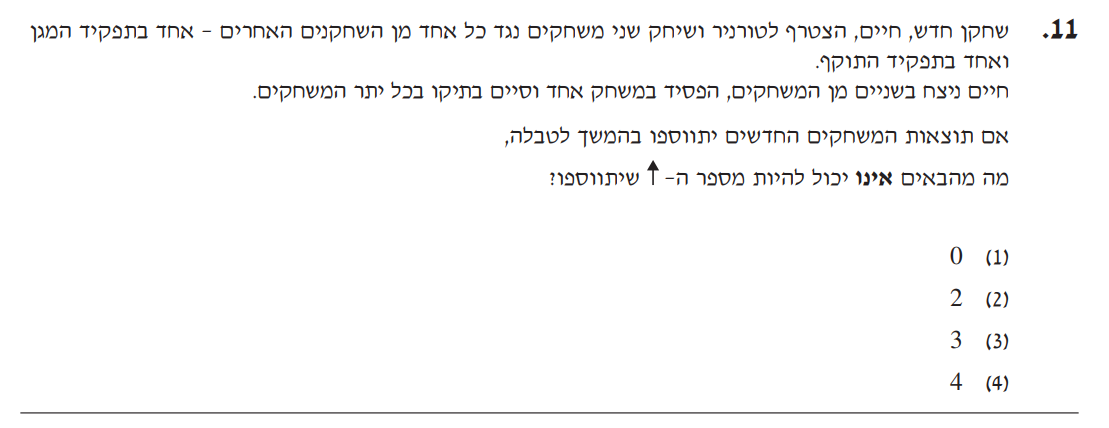 11. שחקן חדש, חיים, הצטרף לטורניר ושיחק שני משחקים נגד כל אחד מן השחקנים האחרים - אחד בתפקיד המגן
ואחד בתפקיד התוקף.
חיים ניצח בשניים מן המשחקים, הפסיד במשחק אחד וסיים בתיקו בכל יתר המשחקים.
אם תוצאות המשחקים החדשים יתווספו בהמשך לטבלה,
מה מהבאים אינו יכול להיות מספר ה- ↑ שיתווספו?
(1) 0
(2) 2
(3) 3
(4) 4